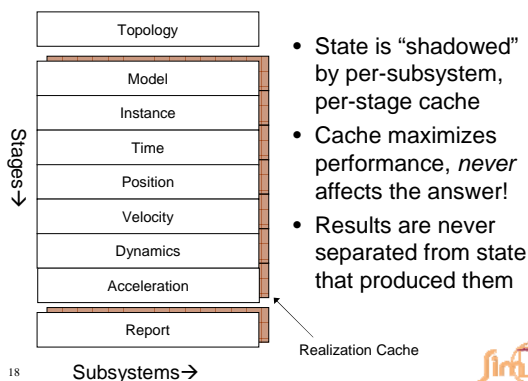 Topology
Model
Instance
Time
Position
Velocity
Dynamics
Acceleration
Report
Stages→
Subsystems→
Realization Cache
• State is “shadowed”
by per-subsystem,
per-stage cache
• Cache maximizes
performance, never
affects the answer!
• Results are never
separated from state
that produced them
18